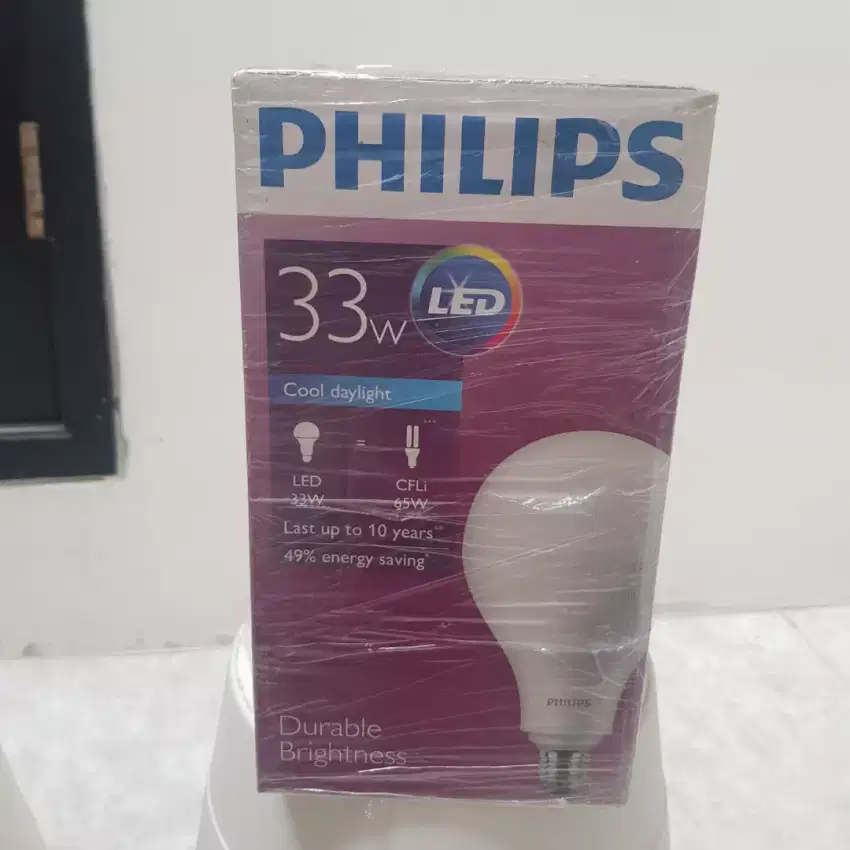 PHILIPS
33W
LED
Cool daylight
=
LED
33W
CFLi
65W
Last up to 10 years**
49% energy saving*
PHILIPS
Durable
Brightness